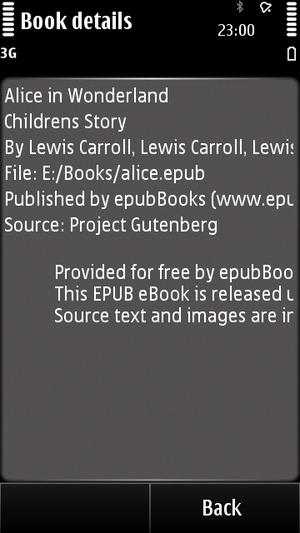 Book details
23:00
3G
Alice in Wonderland
Childrens Story
By Lewis Carroll, Lewis Carroll, Lewis
File: E:/Books/alice.epub
Published by epubBooks (www.epu
Source: Project Gutenberg
Provided for free by epubBoo
This EPUB eBook is released u
Source text and images are in
Back